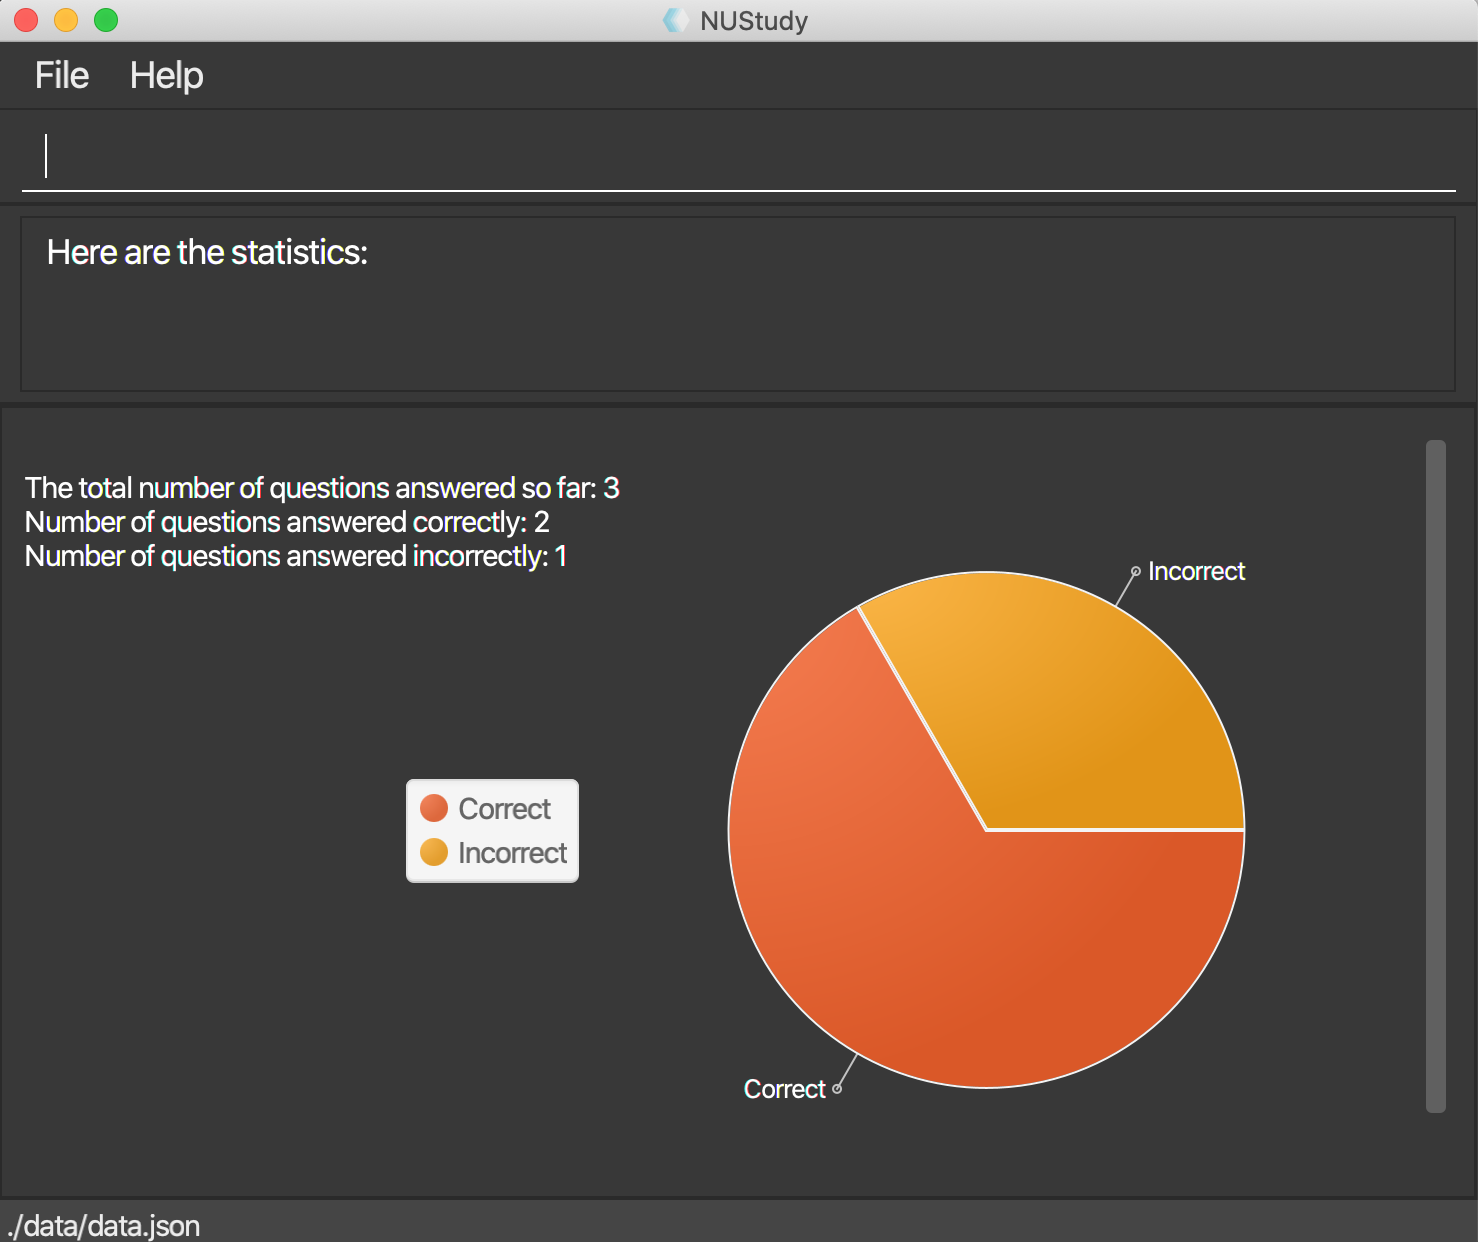 NUStudy
File Help
Here are the statistics:
The total number of questions answered so far: 3
Number of questions answered correctly: 2
Number of questions answered incorrectly: 1
Incorrect
Correct
Incorrect
Correct
./data/data.json